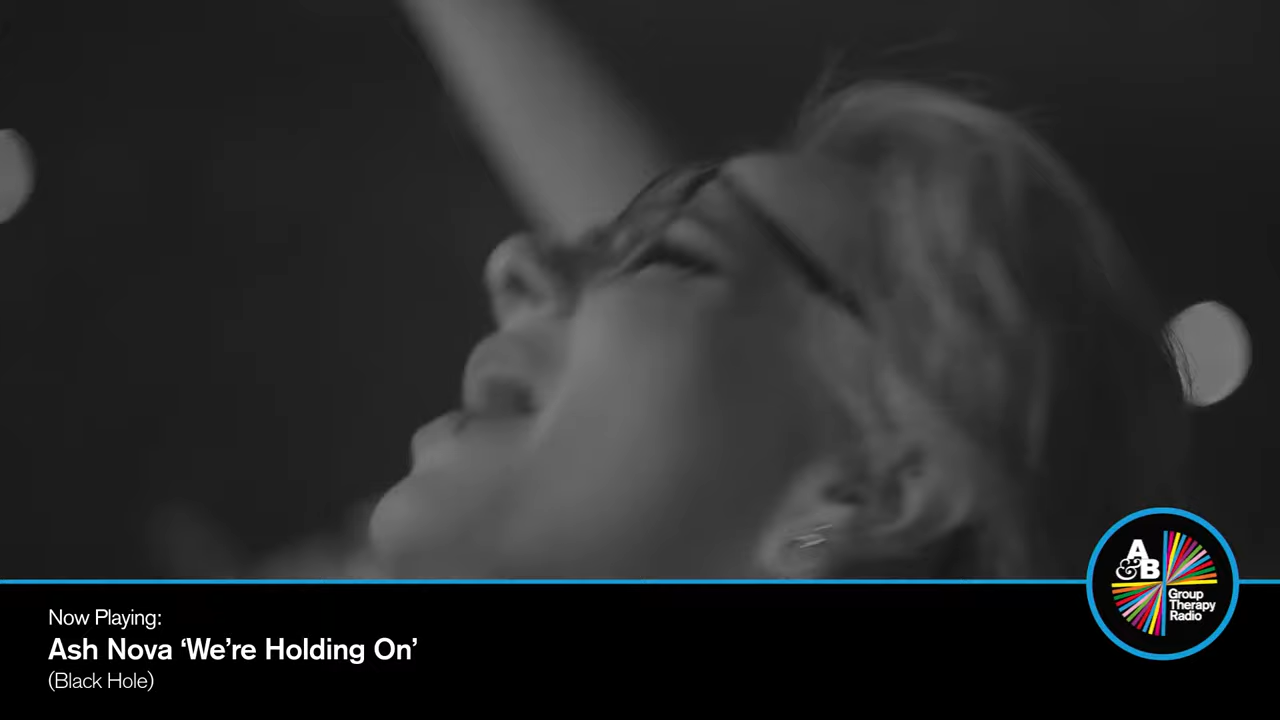 Now Playing:
Ash Nova ‘We’re Holding On’
(Black Hole)
A
&B
Group
Therapy
Radio